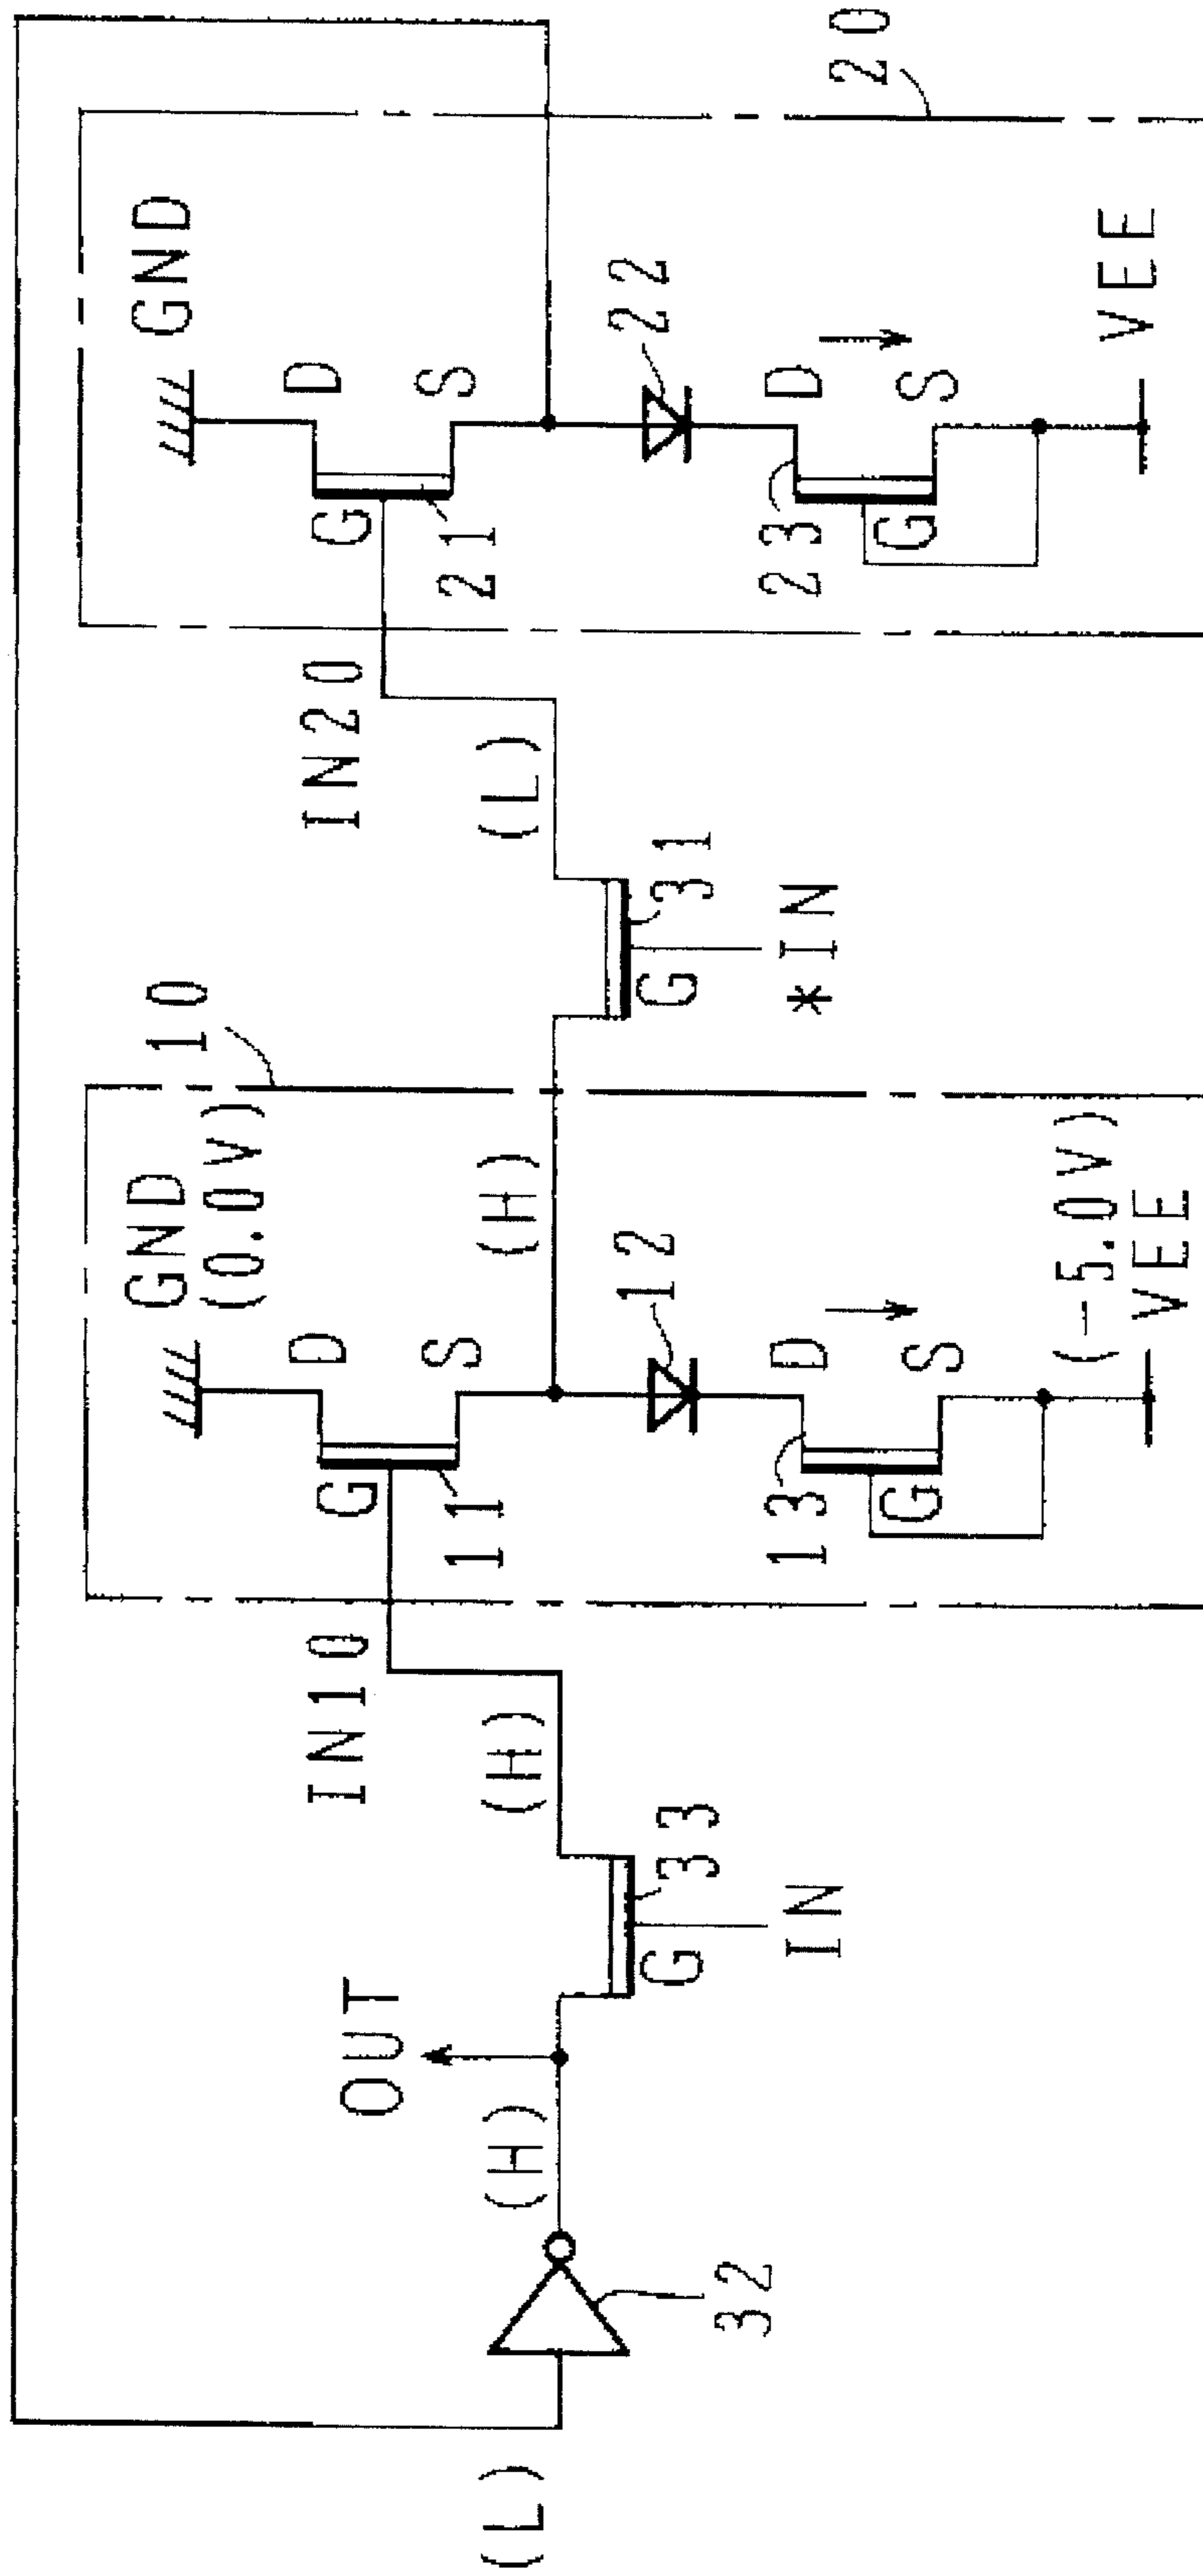 GND
(0.0V)
10
GND
IN10
D
IN20
D
G
G
OUT
S
S
11
21
(L)
(H)
(H)
(H)
(L)
12
22
G
33
G
31
32
D
D
13
23
IN
*IN
20
G
S
G
S
(-5.0V)
VEE
VEE